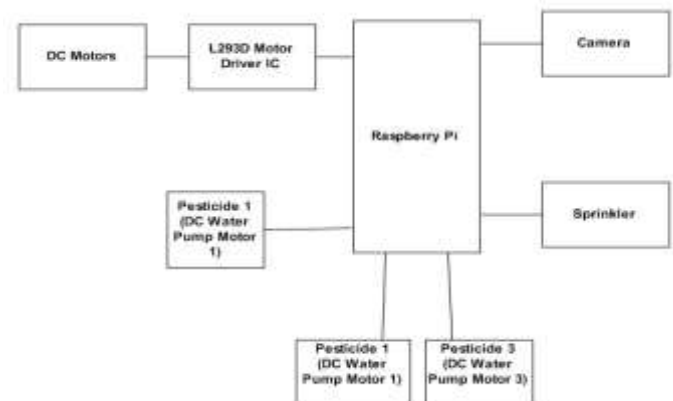 DC Motors
L293D Motor
Driver IC
Raspberry Pi
Camera
Pesticide 1
(DC Water
Pump Motor
1)
Sprinkler
Pesticide 1
(DC Water
Pump Motor 1)
Pesticide 3
(DC Water
Pump Motor 3)